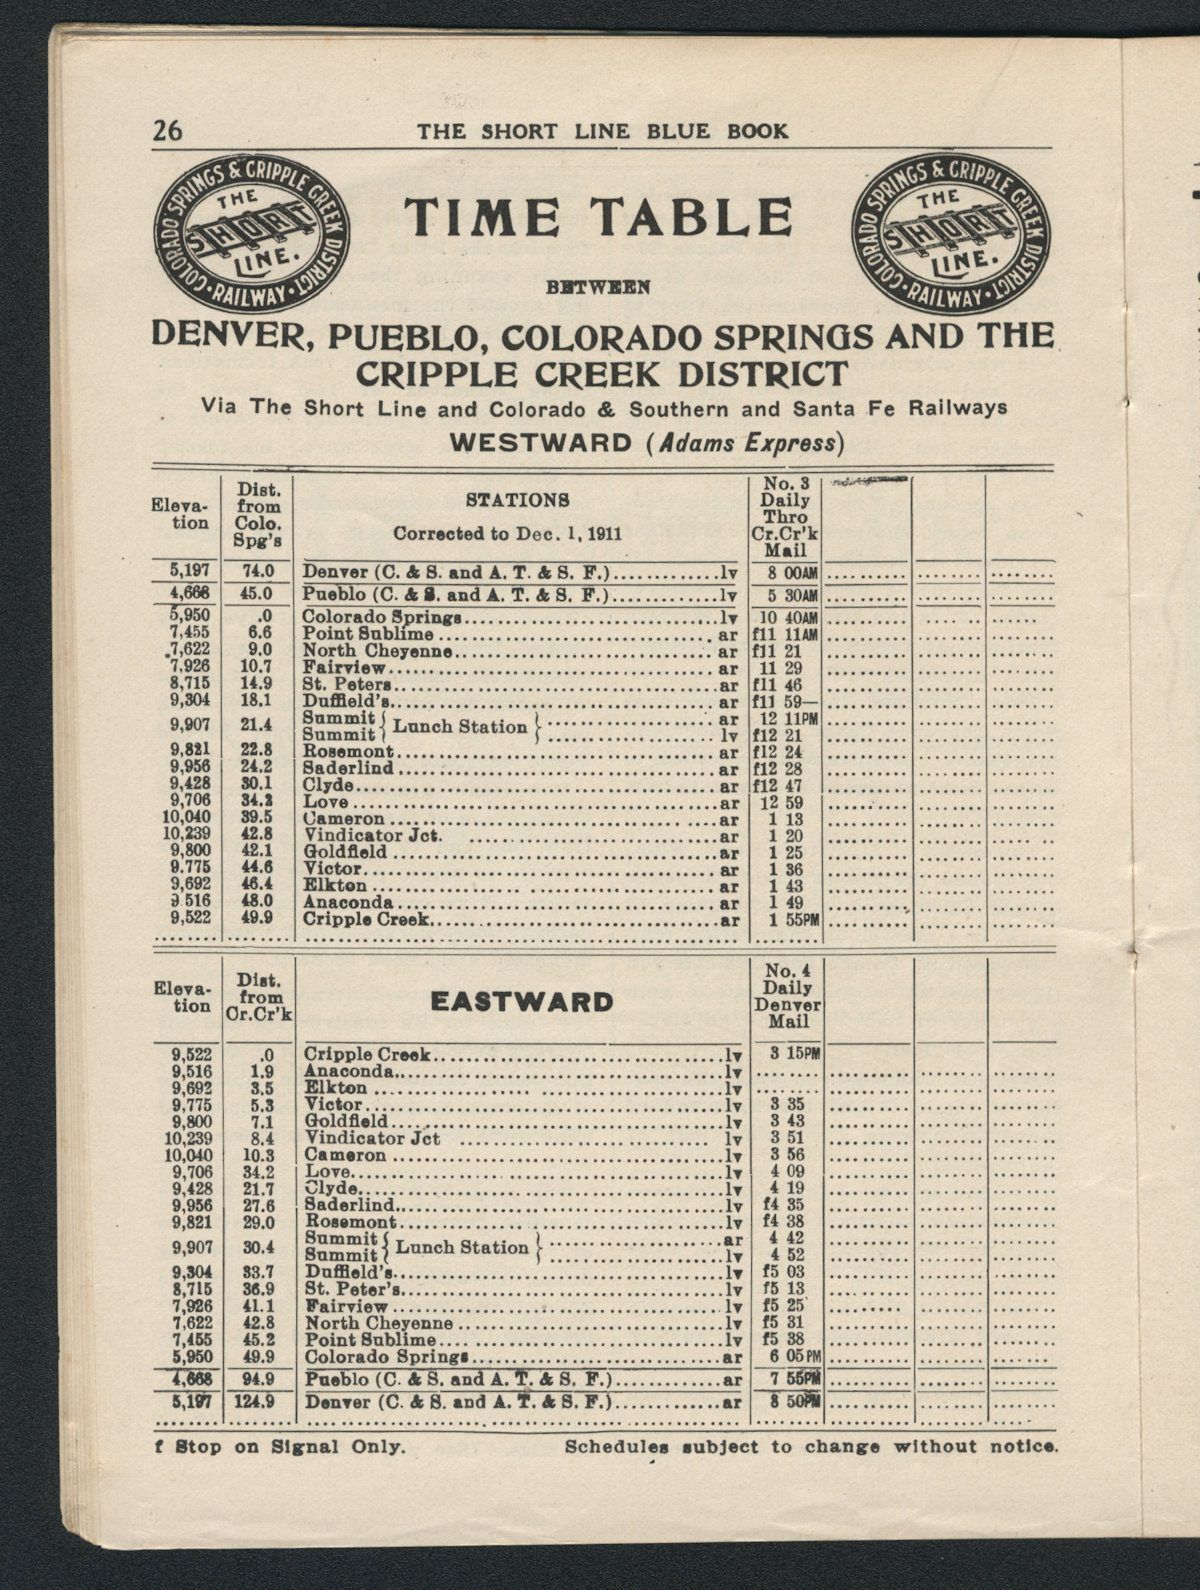 26
THE SHORT LINE BLUE BOOK
COLORADO SPRINGS & CRIPPLE CREEK DISTRICT
• RAILWAY •
THE
SHORT
LINE.
TIME TABLE
COLORADO SPRINGS & CRIPPLE CREEK DISTRICT
• RAILWAY •
THE
SHORT
LINE.
BETWEEN
DENVER, PUEBLO, COLORADO SPRINGS AND THE
CRIPPLE CREEK DISTRICT
Via The Short Line and Colorado & Southern and Santa Fe Railways
WESTWARD (Adams Express)
Eleva-
tion
Dist.
from
Colo.
Spg's
STATIONS
Corrected to Dec. 1, 1911
No. 3
Daily
Thro
Cr.Cr'k
Mail
5,197 74.0 Denver (C. & S. and A. T. & S. F.) lv 8 00AM
4,668 45.0 Pueblo (C. & S. and A. T. & S. F.) lv 5 30AM
5,950 .0 Colorado Springs lv 10 40AM
7,455 6.6 Point Sublime ar f11 11AM
7,622 9.0 North Cheyenne ar f11 21
7,926 10.7 Fairview ar 11 29
8,715 14.9 St. Peters ar f11 46
9,304 18.1 Duffield's ar f11 59—
9,907 21.4 Summit { Lunch Station } ar 12 11PM
Summit lv f12 21
9,821 22.8 Rosemont ar f12 24
9,956 24.2 Saderlind ar f12 28
9,428 30.1 Clyde ar f12 47
9,706 34.2 Love ar 12 59
10,040 39.5 Cameron ar 1 13
10,239 42.8 Vindicator Jct. ar 1 20
9,800 42.1 Goldfield ar 1 25
9.775 44.6 Victor ar 1 36
9,692 46.4 Elkton ar 1 43
9.516 48.0 Anaconda ar 1 49
9,522 49.9 Cripple Creek ar 1 55PM
Eleva-
tion
Dist.
from
Cr.Cr'k
EASTWARD
No. 4
Daily
Denver
Mail
9,522 .0 Cripple Creek lv 3 15PM
9,516 1.9 Anaconda lv
9,692 3.5 Elkton lv
9,775 5.3 Victor lv 3 35
9,800 7.1 Goldfield lv 3 43
10,239 8.4 Vindicator Jct lv 3 51
10,040 10.3 Cameron lv 3 56
9,706 34.2 Love lv 4 09
9,428 21.7 Clyde lv 4 19
9,956 27.6 Saderlind lv f4 35
9,821 29.0 Rosemont lv f4 38
9,907 30.4 Summit { Lunch Station } ar 4 42
Summit lv 4 52
9,304 33.7 Duffield's lv f5 03
8,715 36.9 St. Peter's lv f5 13
7,926 41.1 Fairview lv f5 25
7,622 42.8 North Cheyenne lv f5 31
7,455 45.2 Point Sublime lv f5 38
5,950 49.9 Colorado Springs ar 6 05 PM
4,668 94.9 Pueblo (C. & S. and A. T. & S. F.) ar 7 55PM
5,197 124.9 Denver (C. & S. and A. T. & S. F.) ar 8 50PM
f Stop on Signal Only.
Schedules subject to change without notice.